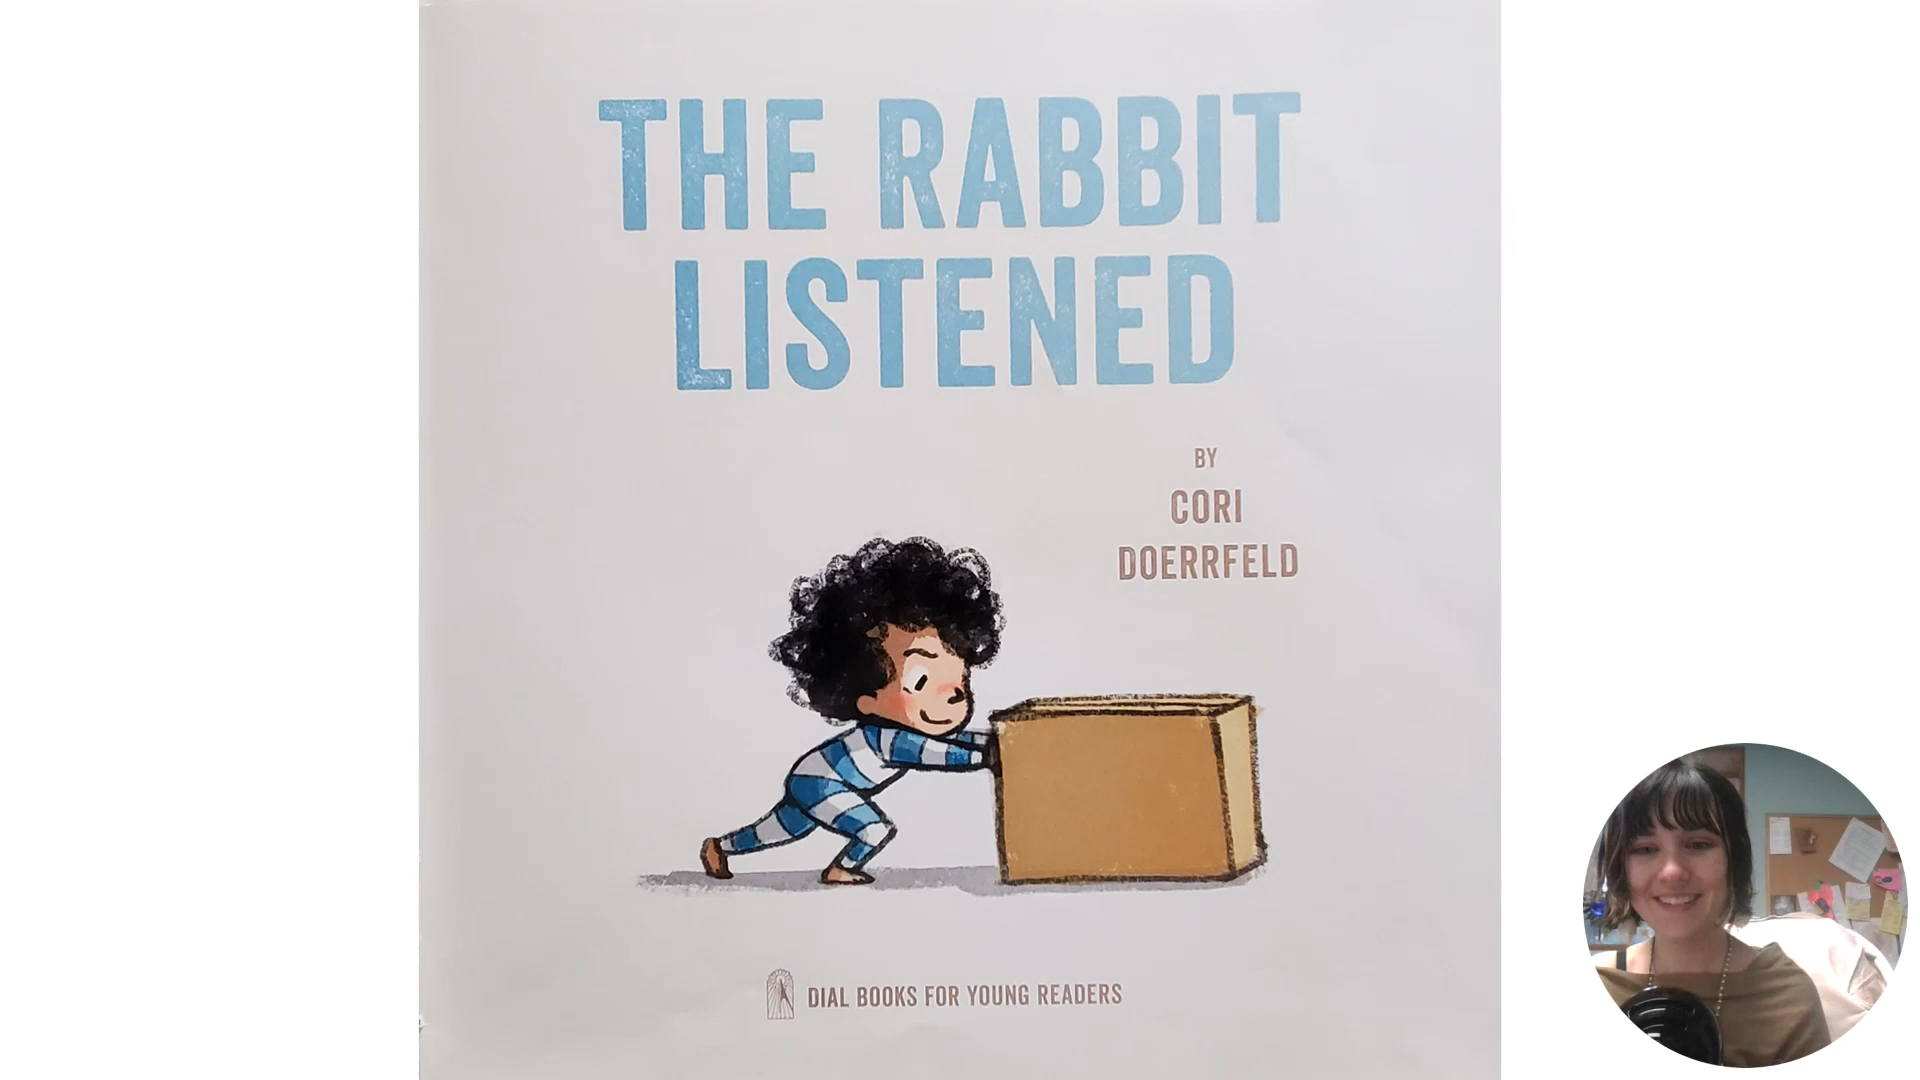 THE RABBIT
LISTENED
BY
CORI
DOERRFELD
DIAL BOOKS FOR YOUNG READERS